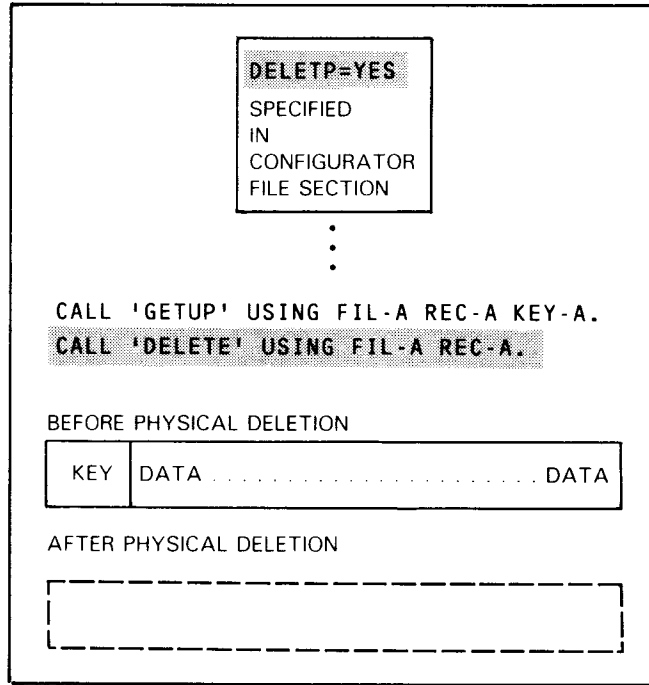 DELETP=YES
SPECIFIED
IN
CONFIGURATOR
FILE SECTION
CALL 'GETUP' USING FIL-A REC-A KEY-A.
CALL 'DELETE' USING FIL-A REC-A.
BEFORE PHYSICAL DELETION
KEY DATA . . . . . . . . . . . . . . . . . . . . . . . DATA
AFTER PHYSICAL DELETION